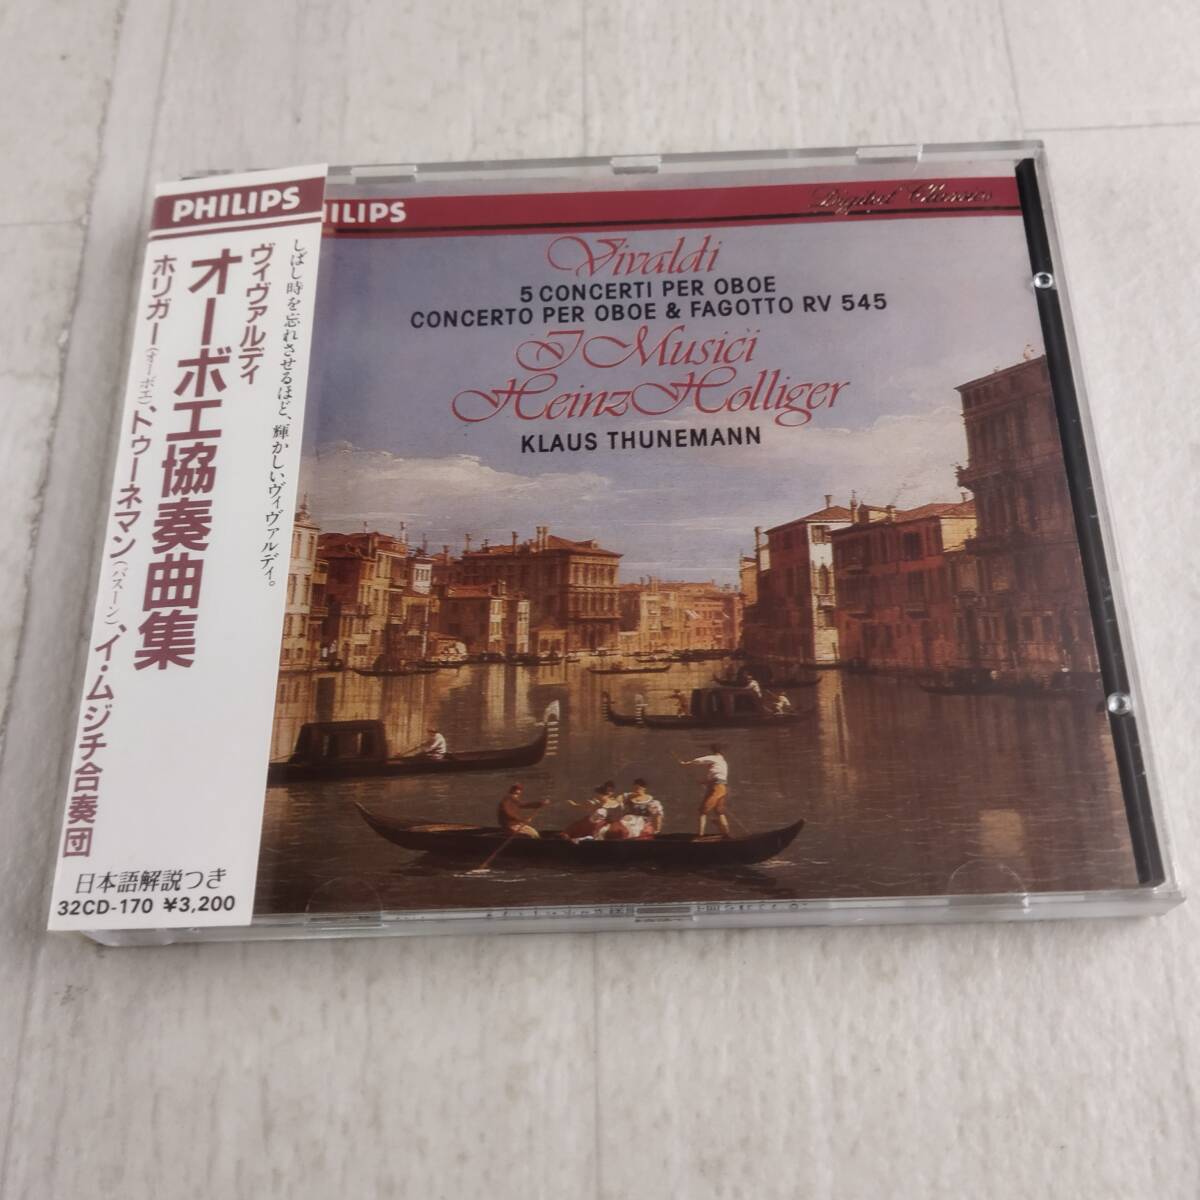 PHILIPS
しばし時を忘れさせるほど、輝かしいヴィヴァルディ。
ヴィヴァルディ
オーボエ協奏曲集
ホリガー(オーボエ)、トゥーネマン(バスーン)、イ・ムジチ合奏団
日本語解説つき
32CD-170 ¥3,200
HILIPS
Digital Classics
Vivaldi
5 CONCERTI PER OBOE
CONCERTO PER OBOE & FAGOTTO RV 545
I Musici
Heinz Holliger
KLAUS THUNEMANN